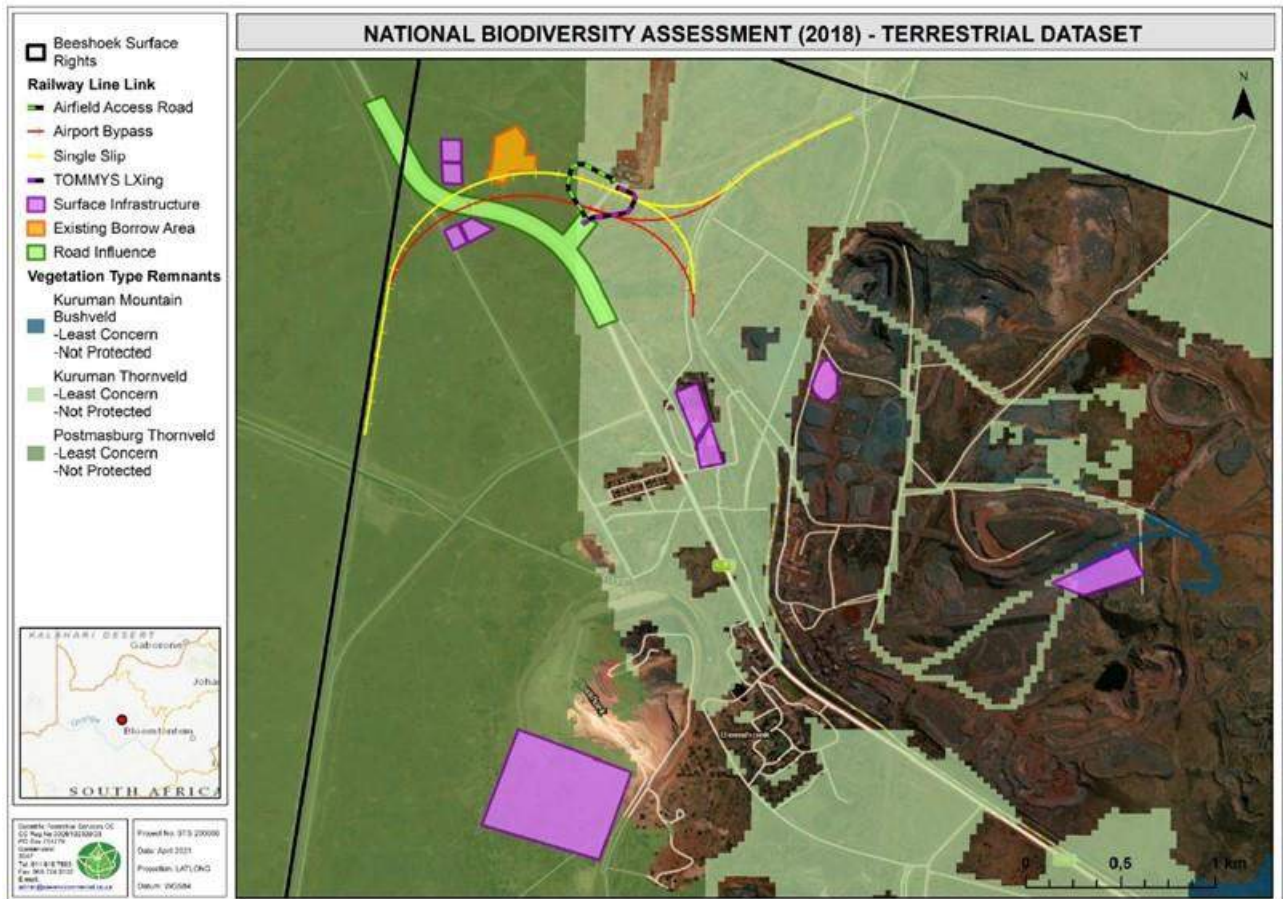 NATIONAL BIODIVERSITY ASSESSMENT (2018) - TERRESTRIAL DATASET
Beeshoek Surface
Rights
Railway Line Link
Airfield Access Road
Airport Bypass
Single Slip
TOMMYS LXing
Surface Infrastructure
Existing Borrow Area
Road Influence
Vegetation Type Remnants
Kuruman Mountain
Bushveld
-Least Concern
-Not Protected
Kuruman Thornveld
-Least Concern
-Not Protected
Postmasburg Thornveld
-Least Concern
-Not Protected
N
0 0,5 1 km
KALAHARI DESERT
Gaborone
Joha
Bloemfontein
SOUTH AFRICA
Date: April 2021
Projection: LATLONG
Datum: WGS84